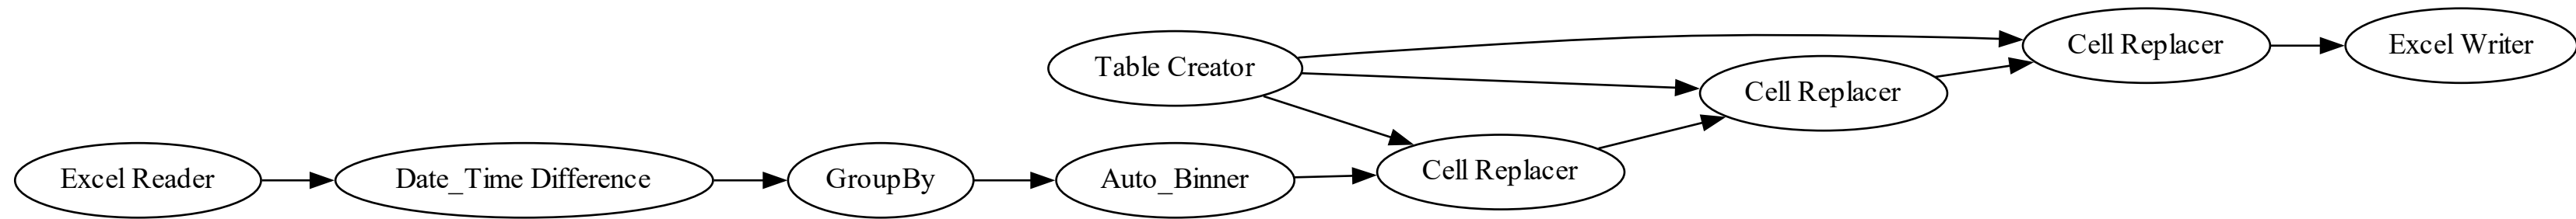 Excel Reader
Date_Time Difference
GroupBy
Auto_Binner
Table Creator
Cell Replacer
Cell Replacer
Cell Replacer
Excel Writer